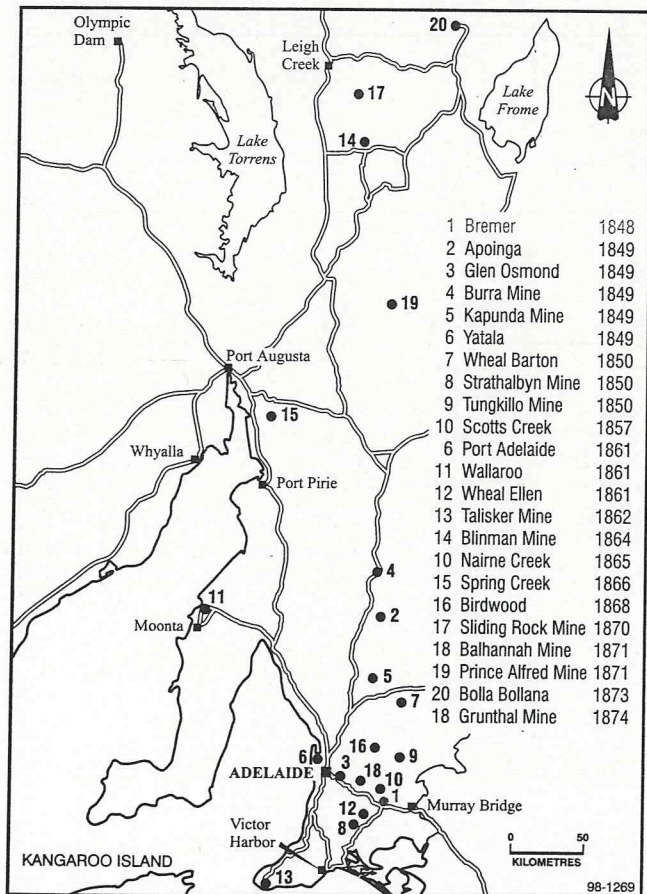 Olympic
Dam
Leigh
Creek
20
17
14
Lake
Torrens
Lake
Frome
N
19
Port Augusta
15
Whyalla
Port Pirie
4
11
2
Moonta
5
7
16
6
9
3
ADELAIDE
18
10
1
Murray Bridge
12
8
Victor
Harbor
KANGAROO ISLAND
13
1 Bremer 1848
2 Apoinga 1849
3 Glen Osmond 1849
4 Burra Mine 1849
5 Kapunda Mine 1849
6 Yatala 1849
7 Wheal Barton 1850
8 Strathalbyn Mine 1850
9 Tungkillo Mine 1850
10 Scotts Creek 1857
6 Port Adelaide 1861
11 Wallaroo 1861
12 Wheal Ellen 1861
13 Talisker Mine 1862
14 Blinman Mine 1864
10 Nairne Creek 1865
15 Spring Creek 1866
16 Birdwood 1868
17 Sliding Rock Mine 1870
18 Balhannah Mine 1871
19 Prince Alfred Mine 1871
20 Bolla Bollana 1873
18 Grunthal Mine 1874
0 50
KILOMETRES
98-1269